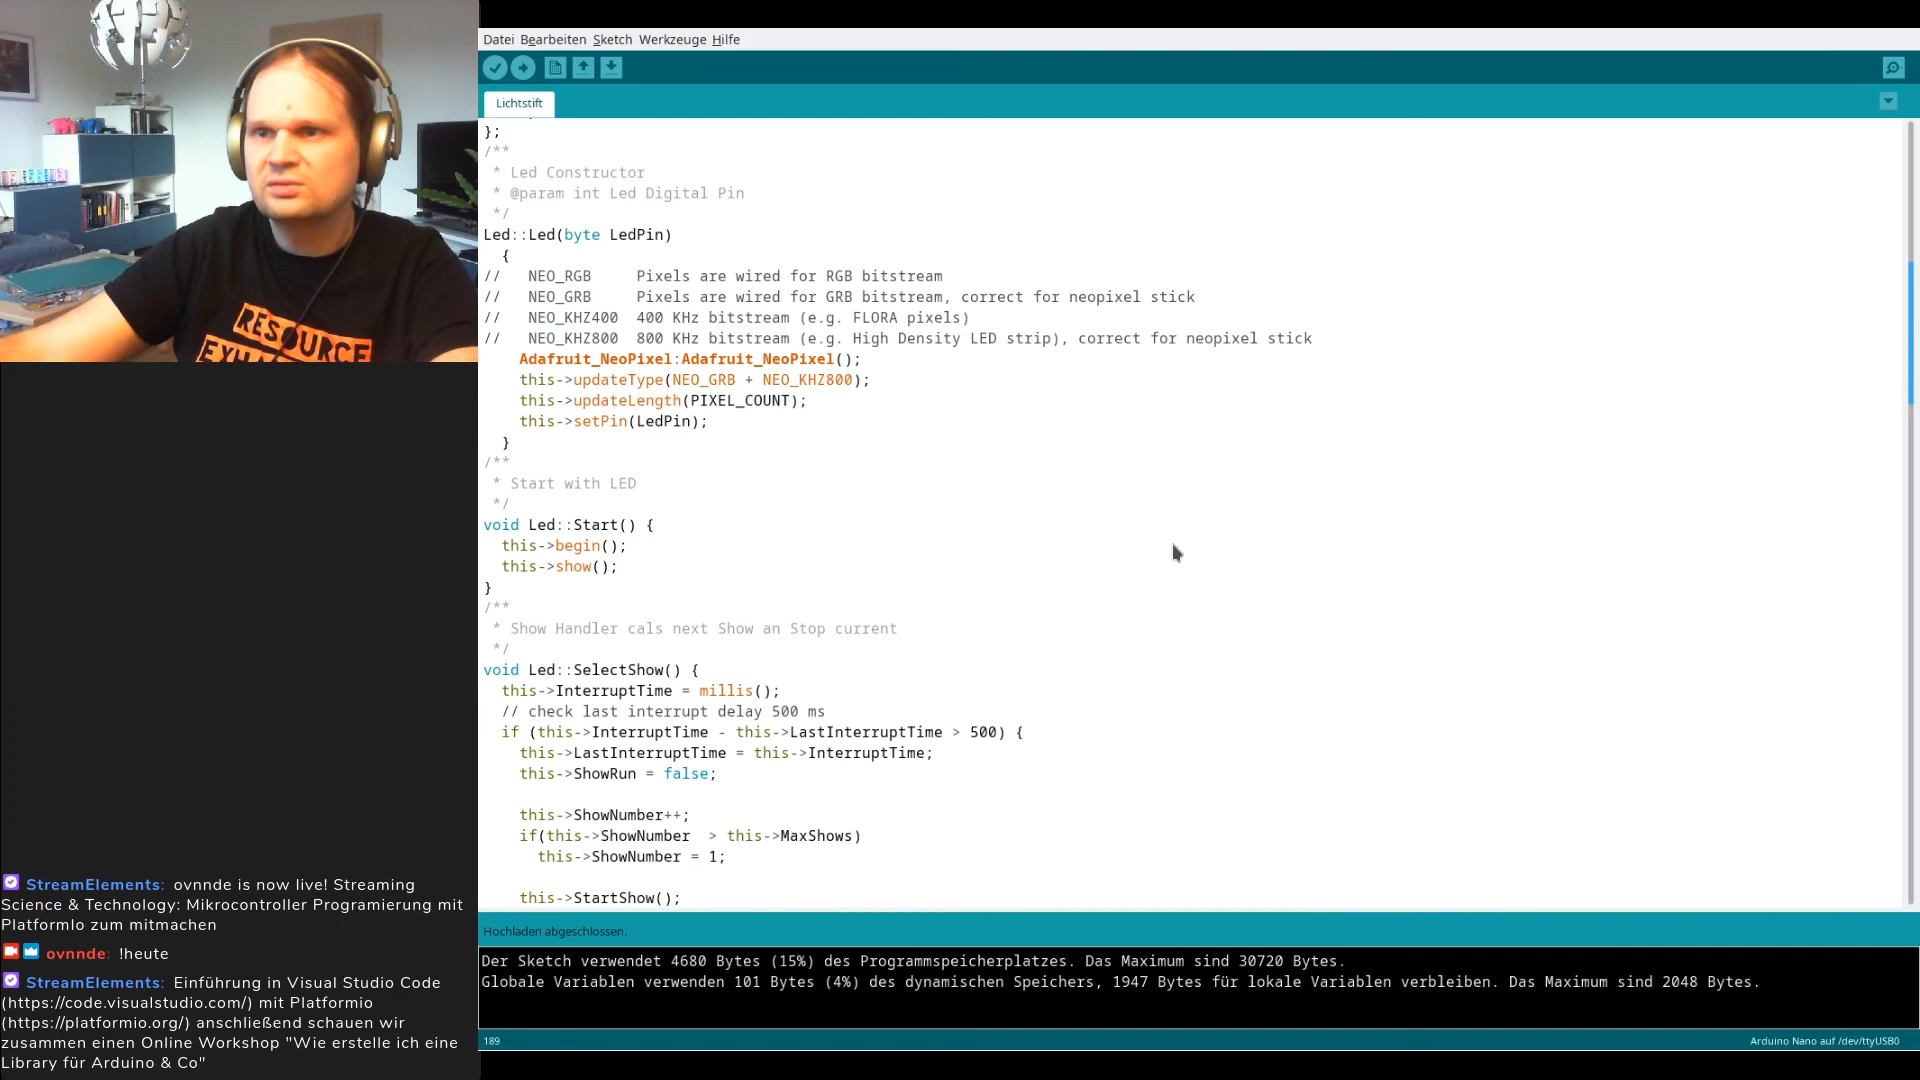 RESOURCE
Datei Bearbeiten Sketch Werkzeuge Hilfe
Lichtstift
};
/**
 * Led Constructor
 * @param int Led Digital Pin
 */
Led::Led(byte LedPin)
  {
//   NEO_RGB     Pixels are wired for RGB bitstream
//   NEO_GRB     Pixels are wired for GRB bitstream, correct for neopixel stick
//   NEO_KHZ400  400 KHz bitstream (e.g. FLORA pixels)
//   NEO_KHZ800  800 KHz bitstream (e.g. High Density LED strip), correct for neopixel stick
    Adafruit_NeoPixel:Adafruit_NeoPixel();
    this->updateType(NEO_GRB + NEO_KHZ800);
    this->updateLength(PIXEL_COUNT);
    this->setPin(LedPin);
  }
/**
 * Start with LED
 */
void Led::Start() {
  this->begin();
  this->show();
}
/**
 * Show Handler cals next Show an Stop current
 */
void Led::SelectShow() {
  this->InterruptTime = millis();
  // check last interrupt delay 500 ms
  if (this->InterruptTime - this->LastInterruptTime > 500) {
    this->LastInterruptTime = this->InterruptTime;
    this->ShowRun = false;
    this->ShowNumber++;
    if(this->ShowNumber  > this->MaxShows)
      this->ShowNumber = 1;
    this->StartShow();
Hochladen abgeschlossen.
Der Sketch verwendet 4680 Bytes (15%) des Programmspeicherplatzes. Das Maximum sind 30720 Bytes.
Globale Variablen verwenden 101 Bytes (4%) des dynamischen Speichers, 1947 Bytes für lokale Variablen verbleiben. Das Maximum sind 2048 Bytes.
189
Arduino Nano auf /dev/ttyUSB0
StreamElements: ovnnde is now live! Streaming
Science & Technology: Mikrocontroller Programierung mit
PlatformIo zum mitmachen
ovnnde: !heute
StreamElements: Einführung in Visual Studio Code
(https://code.visualstudio.com/) mit Platformio
(https://platformio.org/) anschließend schauen wir
zusammen einen Online Workshop "Wie erstelle ich eine
Library für Arduino & Co"